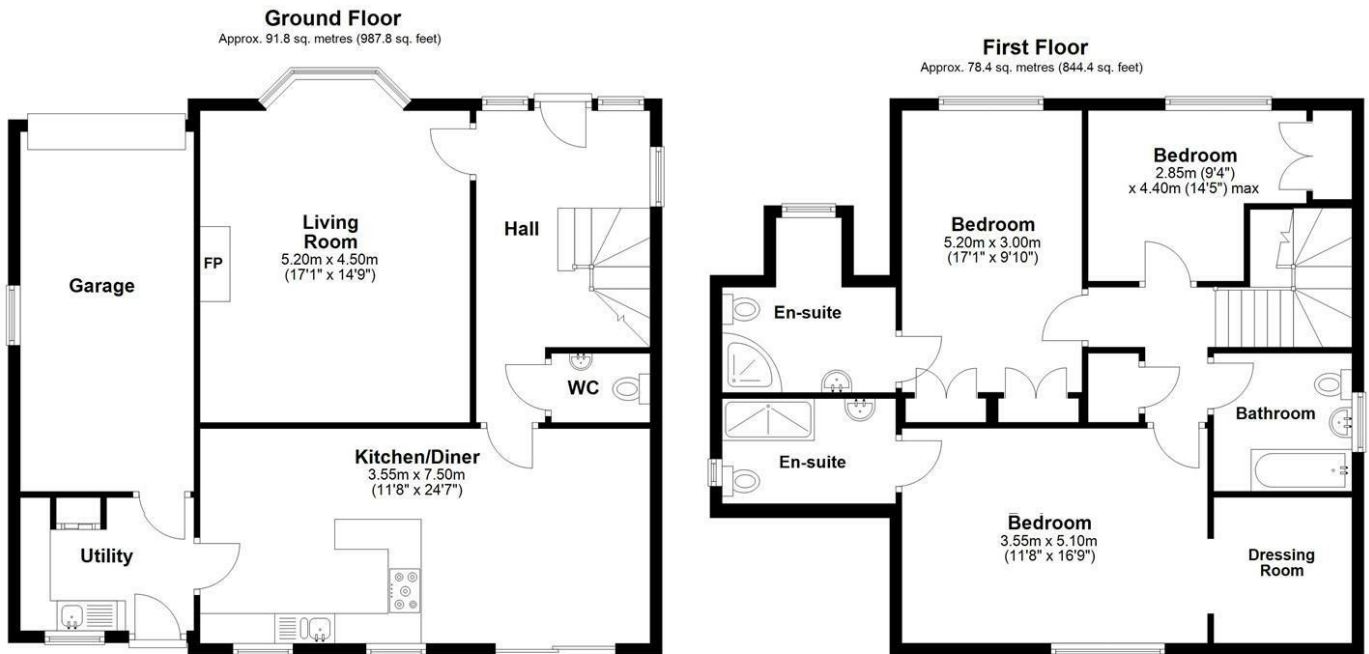 Ground Floor
Approx. 91.8 sq. metres (987.8 sq. feet)
Garage
FP
Living
Room
5.20m x 4.50m
(17'1" x 14'9")
Hall
WC
Kitchen/Diner
3.55m x 7.50m
(11'8" x 24'7")
Utility
First Floor
Approx. 78.4 sq. metres (844.4 sq. feet)
Bedroom
5.20m x 3.00m
(17'1" x 9'10")
Bedroom
2.85m (9'4")
x 4.40m (14'5") max
En-suite
En-suite
Bathroom
Bedroom
3.55m x 5.10m
(11'8" x 16'9")
Dressing
Room